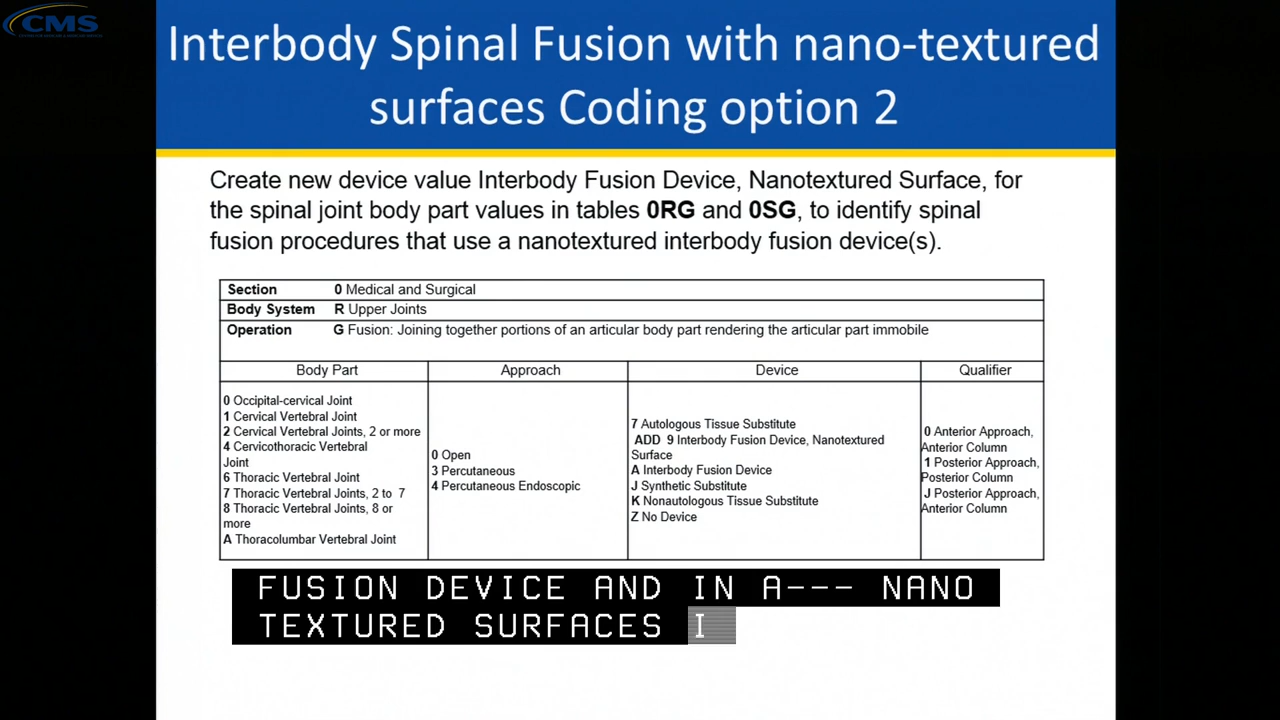 CMS
Interbody Spinal Fusion with nano-textured
surfaces Coding option 2
Create new device value Interbody Fusion Device, Nanotextured Surface, for
the spinal joint body part values in tables 0RG and 0SG, to identify spinal
fusion procedures that use a nanotextured interbody fusion device(s).
Section 0 Medical and Surgical
Body System R Upper Joints
Operation G Fusion: Joining together portions of an articular body part rendering the articular part immobile
Body Part Approach Device Qualifier
0 Occipital-cervical Joint
1 Cervical Vertebral Joint
2 Cervical Vertebral Joints, 2 or more
4 Cervicothoracic Vertebral
Joint
6 Thoracic Vertebral Joint
7 Thoracic Vertebral Joints, 2 to 7
8 Thoracic Vertebral Joints, 8 or
more
A Thoracolumbar Vertebral Joint
0 Open
3 Percutaneous
4 Percutaneous Endoscopic
7 Autologous Tissue Substitute
ADD 9 Interbody Fusion Device, Nanotextured
Surface
A Interbody Fusion Device
J Synthetic Substitute
K Nonautologous Tissue Substitute
Z No Device
0 Anterior Approach,
Anterior Column
1 Posterior Approach,
Posterior Column
J Posterior Approach,
Anterior Column
FUSION DEVICE AND IN A--- NANO
TEXTURED SURFACES I